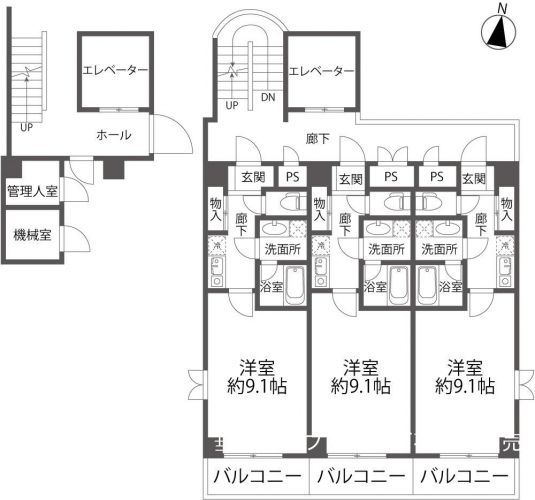 N
エレベーター
UP
ホール
管理人室
機械室
エレベーター
UP
DN
廊下
玄関
PS
玄関
PS
PS
玄関
物入
廊下
洗面所
浴室
冷
物入
廊下
洗面所
浴室
冷
洗面所
浴室
冷
廊下
物入
洋室
約9.1帖
洋室
約9.1帖
洋室
約9.1帖
バルコニー
バルコニー
バルコニー